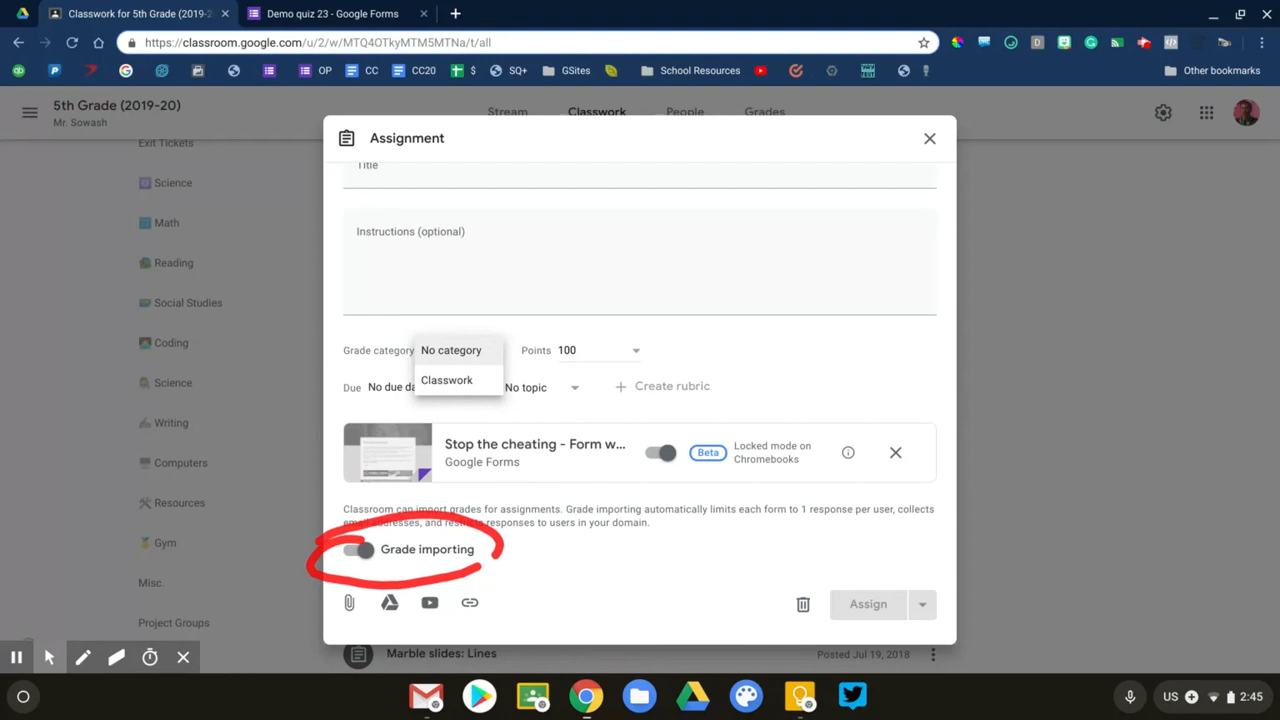 Classwork for 5th Grade (2019-20
Demo quiz 23 - Google Forms
https://classroom.google.com/u/2/w/MTQ4OTkyMTM5MTNa/t/all
OP
CC
CC20
$
SQ+
GSites
School Resources
Other bookmarks
5th Grade (2019-20)
Mr. Sowash
Stream
Classwork
People
Grades
Assignment
Exit Tickets
Science
Math
Reading
Social Studies
Coding
Science
Writing
Computers
Resources
Gym
Misc.
Project Groups
Title
Instructions (optional)
Grade category
No category
Classwork
Points
100
Due
No due da
No topic
Create rubric
Stop the cheating - Form w...
Google Forms
Beta
Locked mode on
Chromebooks
Classroom can import grades for assignments. Grade importing automatically limits each form to 1 response per user, collects
email addresses, and restricts responses to users in your domain.
Grade importing
Assign
Marble slides: Lines
Posted Jul 19, 2018
US
2:45